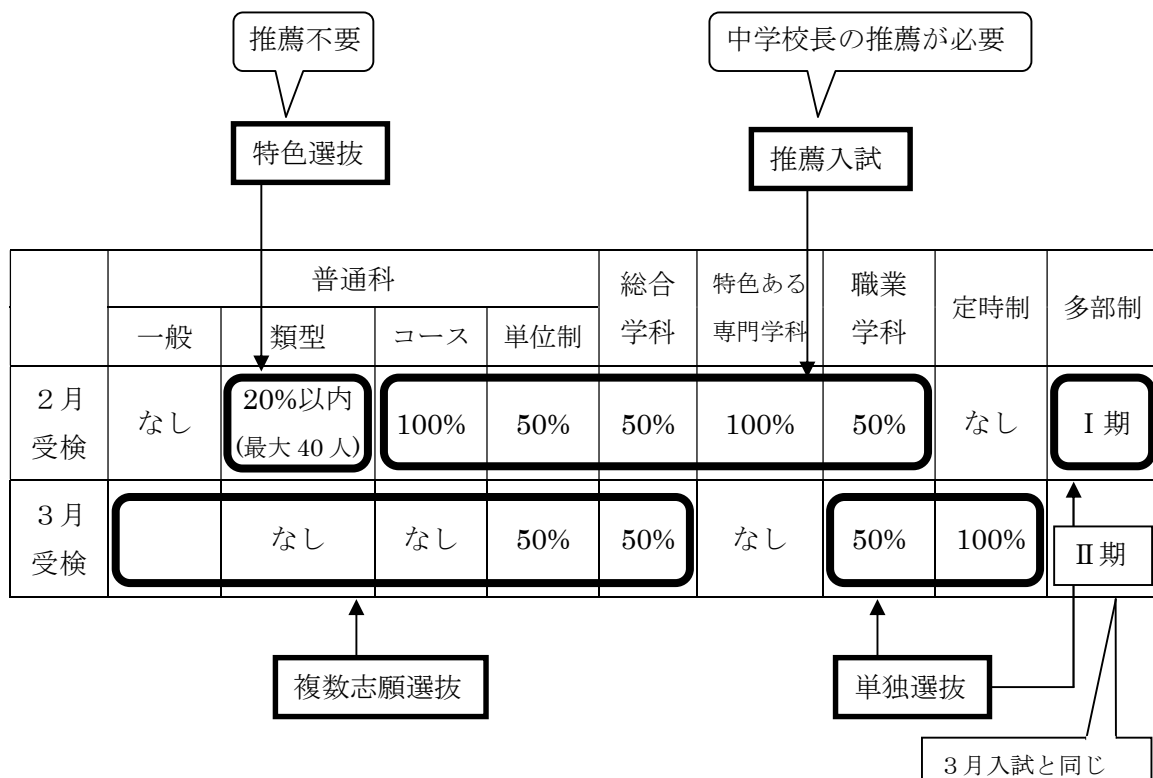 推薦不要
中学校長の推薦が必要
特色選抜
推薦入試
普通科
総合
学科
特色ある
専門学科
職業
学科
定時制
多部制
一般
類型
コース
単位制
2月
受検
なし
20%以内
(最大 40 人)
100%
50%
50%
100%
50%
なし
Ⅰ期
3月
受検
なし
なし
50%
50%
なし
50%
100%
Ⅱ期
複数志願選抜
単独選抜
3月入試と同じ